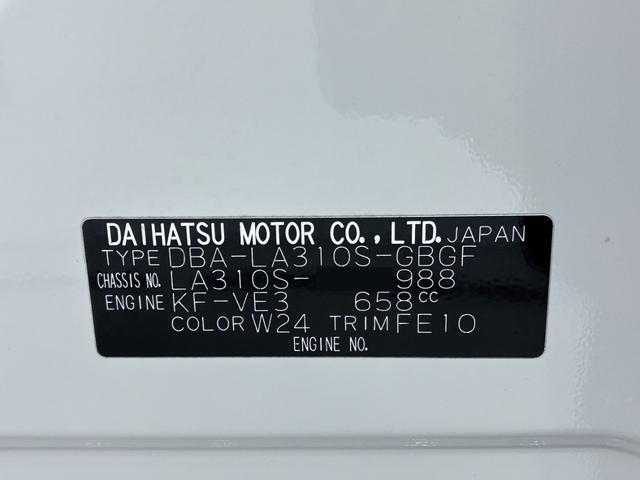 DAIHATSU MOTOR CO., LTD. JAPAN
TYPE DBA-LA310S-GBGF
CHASSIS NO. LA310S- 988
ENGINE KF-VE3 658cc
COLOR W24 TRIM FE10
ENGINE NO.